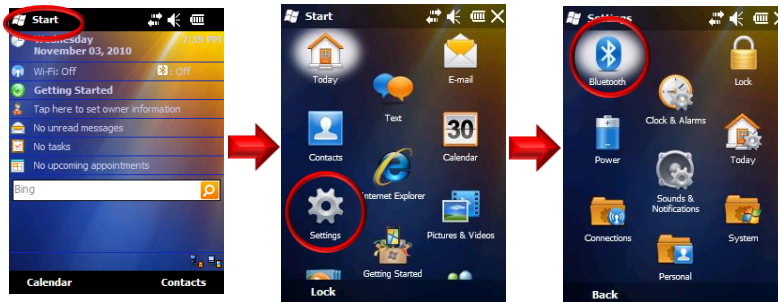 Start
Wednesday
November 03, 2010
7:39 PM
Wi-Fi: Off
: Off
Getting Started
Tap here to set owner information
No unread messages
No tasks
No upcoming appointments
Bing
Calendar
Contacts
Start
Today
E-mail
Text
Contacts
30
Calendar
Internet Explorer
Settings
Pictures & Videos
Getting Started
Lock
Settings
Bluetooth
Lock
Clock & Alarms
Power
Today
Sounds &
Notifications
Connections
System
Personal
Back